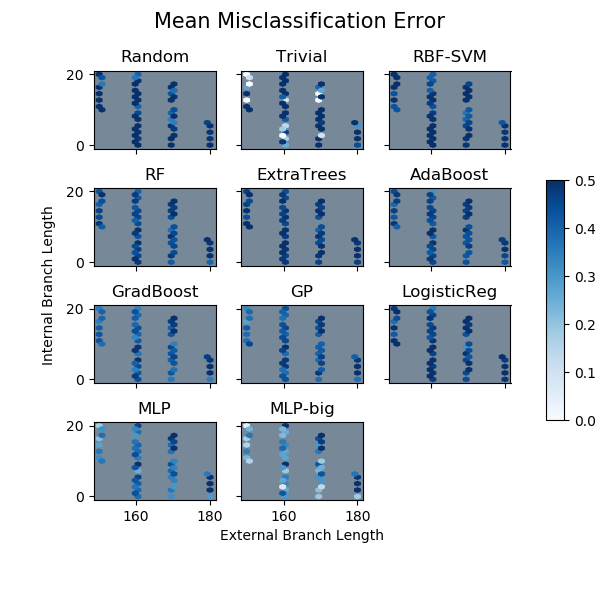 Mean Misclassification Error
Random Trivial RBF-SVM
20
0
RF ExtraTrees AdaBoost
20
0
GradBoost GP LogisticReg
20
0
MLP MLP-big
20
0
160 180 160 180
Internal Branch Length
External Branch Length
0.5
0.4
0.3
0.2
0.1
0.0